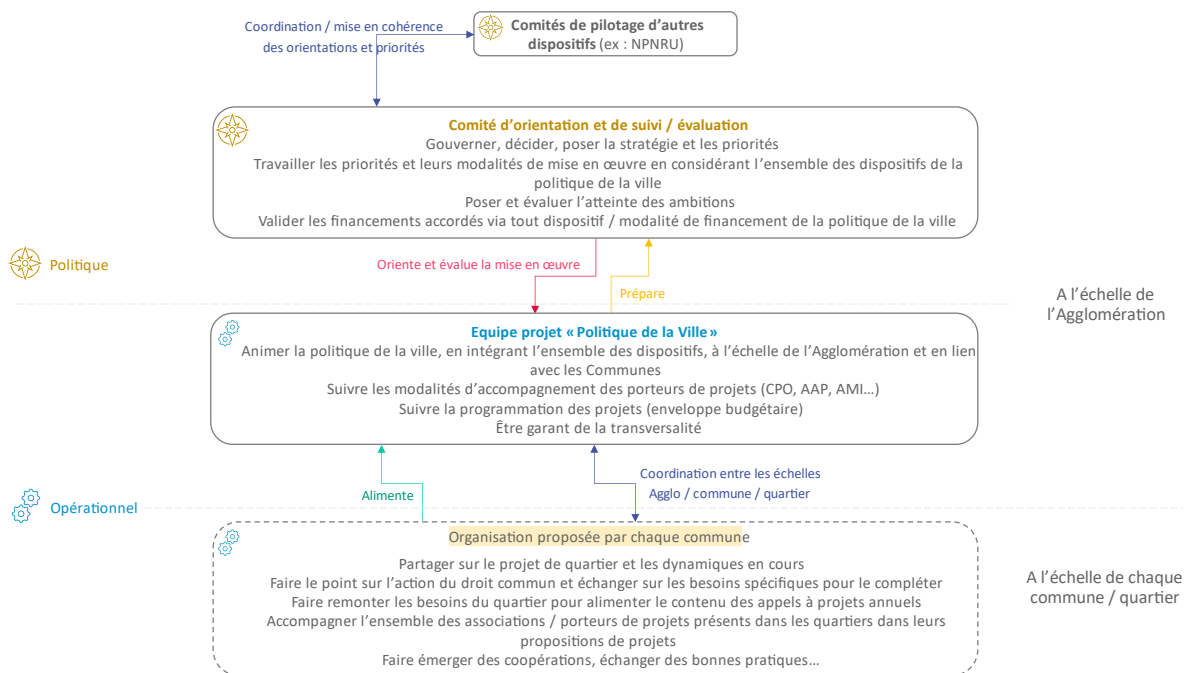 Coordination / mise en cohérence
des orientations et priorités
Comités de pilotage d'autres
dispositifs (ex : NPNRU)
Comité d'orientation et de suivi / évaluation
Gouverner, décider, poser la stratégie et les priorités
Travailler les priorités et leurs modalités de mise en œuvre en considérant l'ensemble des dispositifs de la
politique de la ville
Poser et évaluer l'atteinte des ambitions
Valider les financements accordés via tout dispositif / modalité de financement de la politique de la ville
Politique
Oriente et évalue la mise en œuvre
Prépare
A l'échelle de
l'Agglomération
Equipe projet « Politique de la Ville »
Animer la politique de la ville, en intégrant l'ensemble des dispositifs, à l'échelle de l'Agglomération et en lien
avec les Communes
Suivre les modalités d'accompagnement des porteurs de projets (CPO, AAP, AMI…)
Suivre la programmation des projets (enveloppe budgétaire)
Être garant de la transversalité
Opérationnel
Alimente
Coordination entre les échelles
Agglo / commune / quartier
Organisation proposée par chaque commune
Partager sur le projet de quartier et les dynamiques en cours
Faire le point sur l'action du droit commun et échanger sur les besoins spécifiques pour le compléter
Faire remonter les besoins du quartier pour alimenter le contenu des appels à projets annuels
Accompagner l'ensemble des associations / porteurs de projets présents dans les quartiers dans leurs
propositions de projets
Faire émerger des coopérations, échanger des bonnes pratiques…
A l'échelle de chaque
commune / quartier